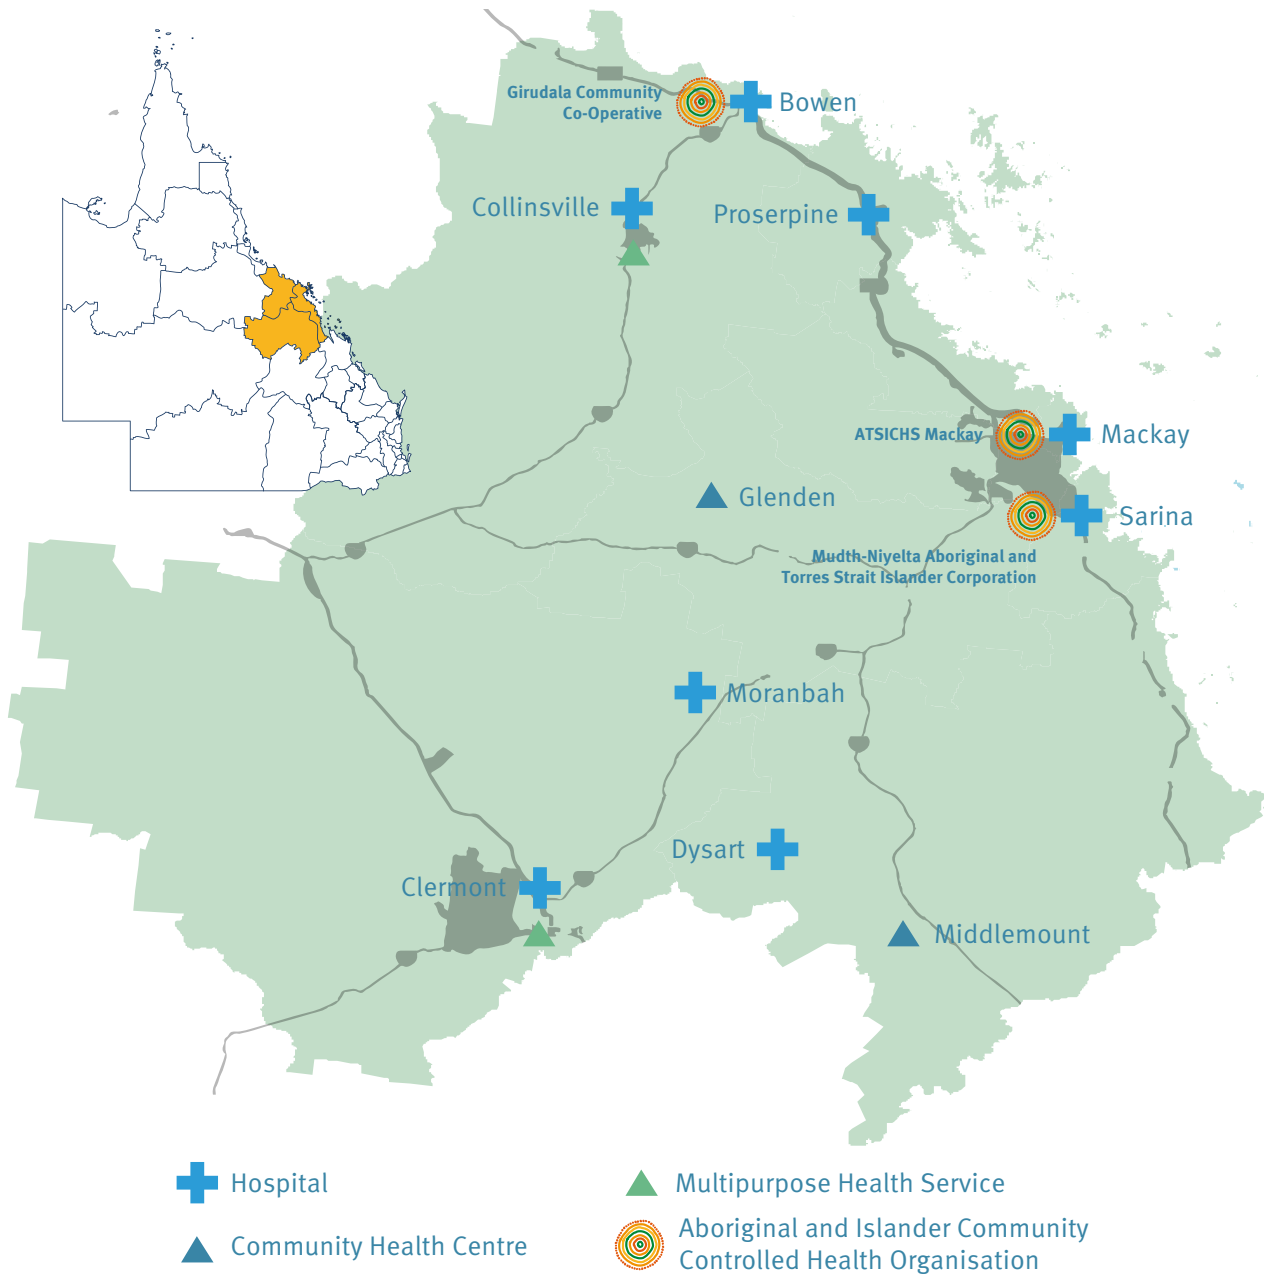 Girudala Community
Co-Operative
Bowen
Collinsville
Proserpine
ATSICHS Mackay
Mackay
Glenden
Sarina
Mudth-Niyelta Aboriginal and
Torres Strait Islander Corporation
Moranbah
Dysart
Clermont
Middlemount
Hospital
Multipurpose Health Service
Community Health Centre
Aboriginal and Islander Community
Controlled Health Organisation